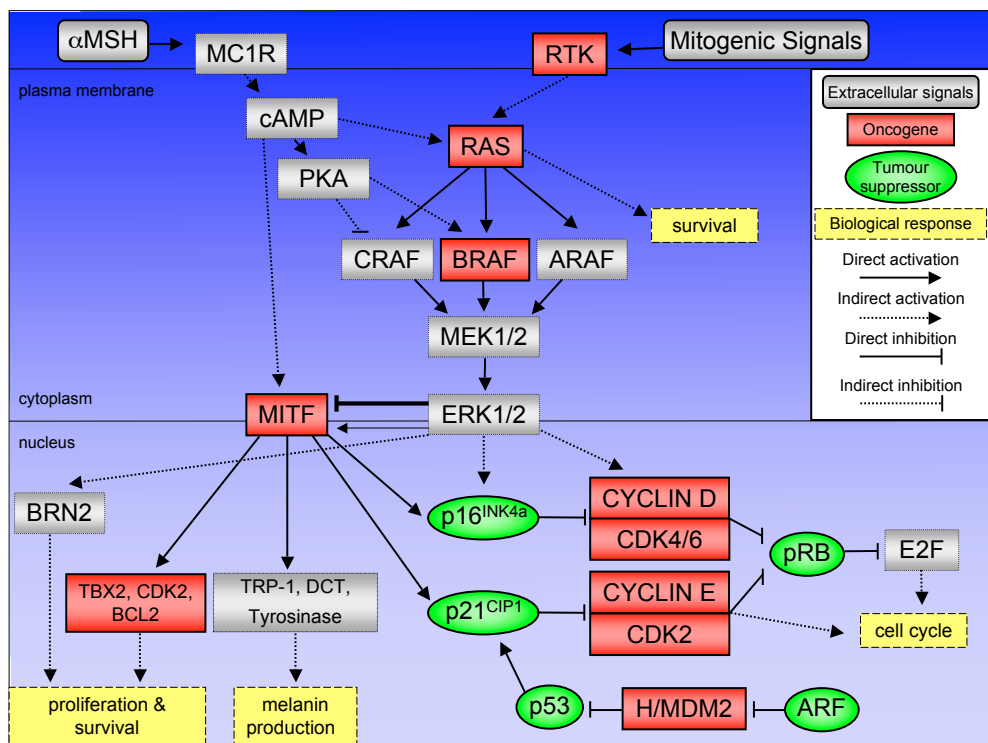 αMSH
MC1R
RTK
Mitogenic Signals
plasma membrane
Extracellular signals
cAMP
Oncogene
RAS
Tumour
suppressor
PKA
survival
Biological response
CRAF
BRAF
ARAF
Direct activation
Indirect activation
MEK1/2
Direct inhibition
Indirect inhibition
cytoplasm
MITF
ERK1/2
nucleus
BRN2
p16INK4a
CYCLIN D
CDK4/6
pRB
E2F
TBX2, CDK2,
BCL2
TRP-1, DCT,
Tyrosinase
p21CIP1
CYCLIN E
CDK2
cell cycle
proliferation &
survival
melanin
production
p53
H/MDM2
ARF